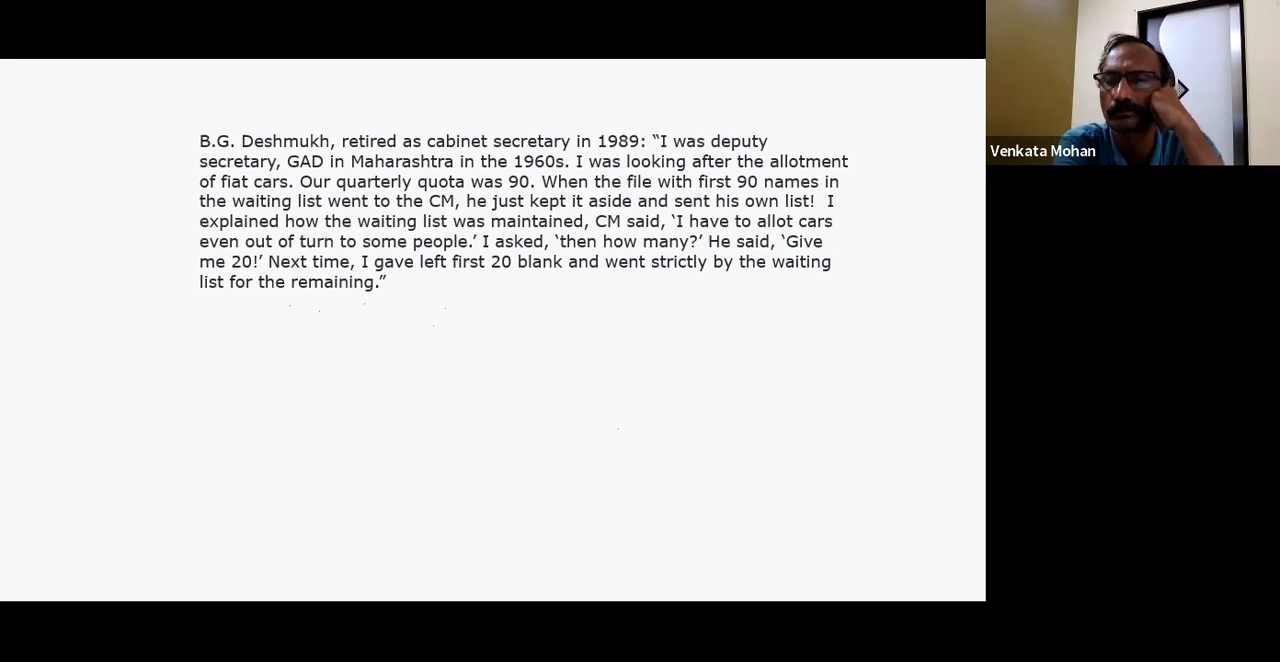 B.G. Deshmukh, retired as cabinet secretary in 1989: “I was deputy
secretary, GAD in Maharashtra in the 1960s. I was looking after the allotment
of fiat cars. Our quarterly quota was 90. When the file with first 90 names in
the waiting list went to the CM, he just kept it aside and sent his own list!  I
explained how the waiting list was maintained, CM said, ‘I have to allot cars
even out of turn to some people.’ I asked, ‘then how many?’ He said, ‘Give
me 20!’ Next time, I gave left first 20 blank and went strictly by the waiting
list for the remaining.”
Venkata Mohan